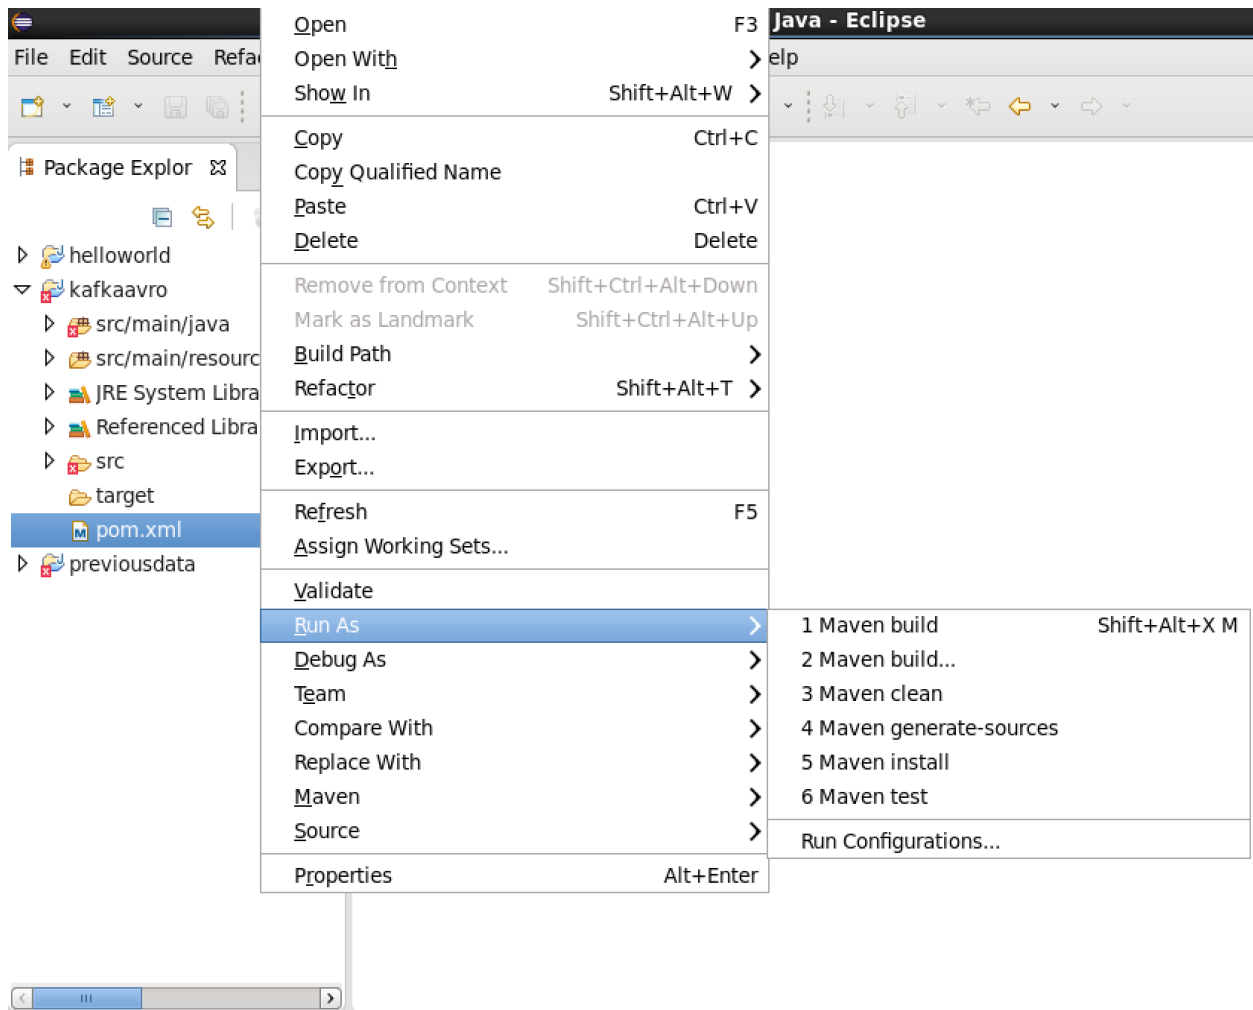 Java - Eclipse
File Edit Source Refac
elp
Package Explor
helloworld
kafkaavro
src/main/java
src/main/resourc
JRE System Libra
Referenced Libra
src
target
pom.xml
previousdata
Open F3
Open With
Show In Shift+Alt+W
Copy Ctrl+C
Copy Qualified Name
Paste Ctrl+V
Delete Delete
Remove from Context Shift+Ctrl+Alt+Down
Mark as Landmark Shift+Ctrl+Alt+Up
Build Path
Refactor Shift+Alt+T
Import...
Export...
Refresh F5
Assign Working Sets...
Validate
Run As
Debug As
Team
Compare With
Replace With
Maven
Source
Properties Alt+Enter
1 Maven build Shift+Alt+X M
2 Maven build...
3 Maven clean
4 Maven generate-sources
5 Maven install
6 Maven test
Run Configurations...